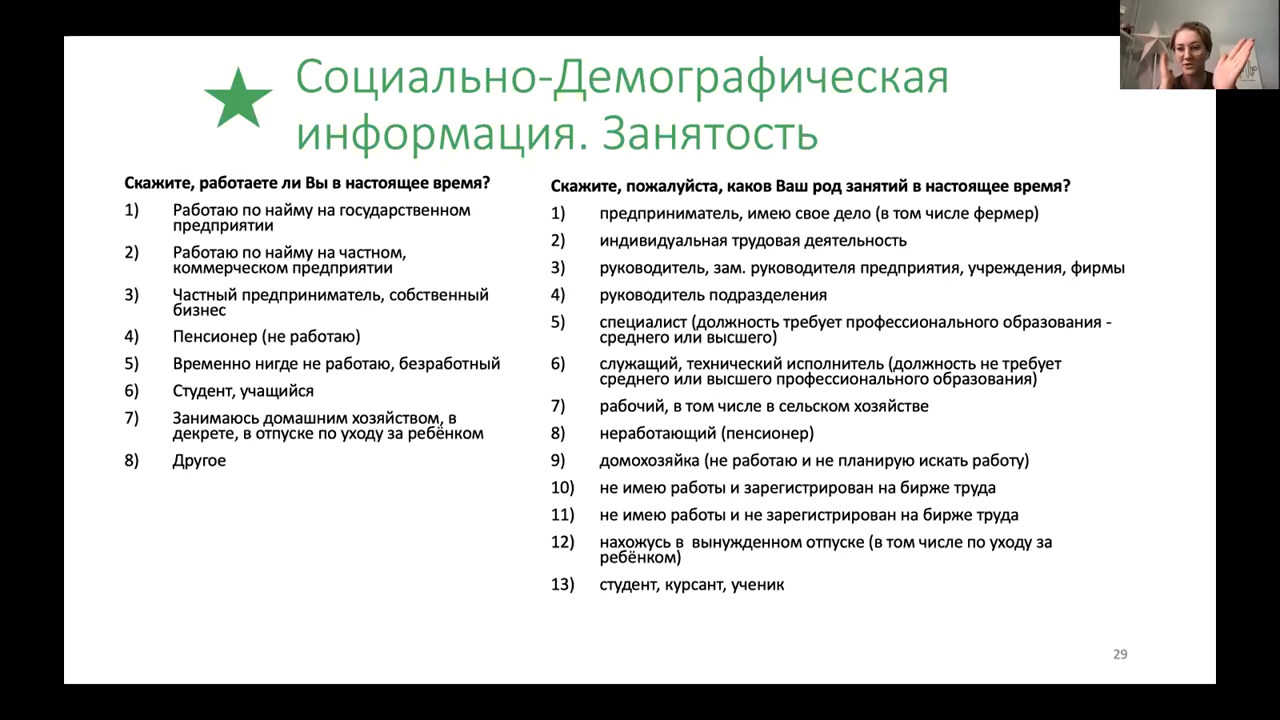 Социально-Демографическая
информация. Занятость
Скажите, работаете ли Вы в настоящее время?
1) Работаю по найму на государственном
предприятии
2) Работаю по найму на частном,
коммерческом предприятии
3) Частный предприниматель, собственный
бизнес
4) Пенсионер (не работаю)
5) Временно нигде не работаю, безработный
6) Студент, учащийся
7) Занимаюсь домашним хозяйством, в
декрете, в отпуске по уходу за ребёнком
8) Другое
Скажите, пожалуйста, каков Ваш род занятий в настоящее время?
1) предприниматель, имею свое дело (в том числе фермер)
2) индивидуальная трудовая деятельность
3) руководитель, зам. руководителя предприятия, учреждения, фирмы
4) руководитель подразделения
5) специалист (должность требует профессионального образования -
среднего или высшего)
6) служащий, технический исполнитель (должность не требует
среднего или высшего профессионального образования)
7) рабочий, в том числе в сельском хозяйстве
8) неработающий (пенсионер)
9) домохозяйка (не работаю и не планирую искать работу)
10) не имею работы и зарегистрирован на бирже труда
11) не имею работы и не зарегистрирован на бирже труда
12) нахожусь в вынужденном отпуске (в том числе по уходу за
ребёнком)
13) студент, курсант, ученик
29